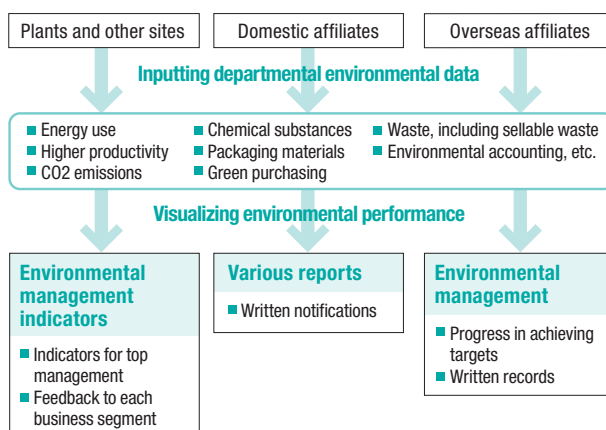 Plants and other sites
Domestic affiliates
Overseas affiliates
Inputting departmental environmental data
Energy use
Higher productivity
CO2 emissions
Chemical substances
Packaging materials
Green purchasing
Waste, including sellable waste
Environmental accounting, etc.
Visualizing environmental performance
Environmental
management
indicators
Indicators for top
management
Feedback to each
business segment
Various reports
Written notifications
Environmental
management
Progress in achieving
targets
Written records